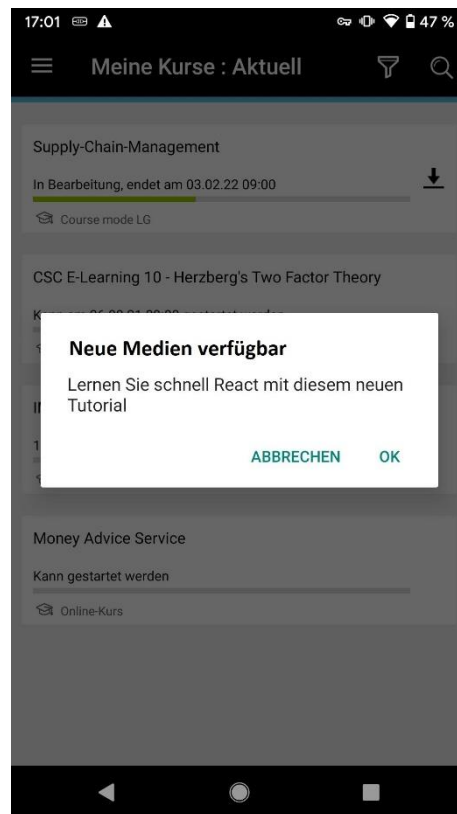 17:01
47 %
Meine Kurse : Aktuell
Supply-Chain-Management
In Bearbeitung, endet am 03.02.22 09:00
Course mode LG
CSC E-Learning 10 - Herzberg's Two Factor Theory
Neue Medien verfügbar
Lernen Sie schnell React mit diesem neuen
Tutorial
ABBRECHEN OK
Money Advice Service
Kann gestartet werden
Online-Kurs